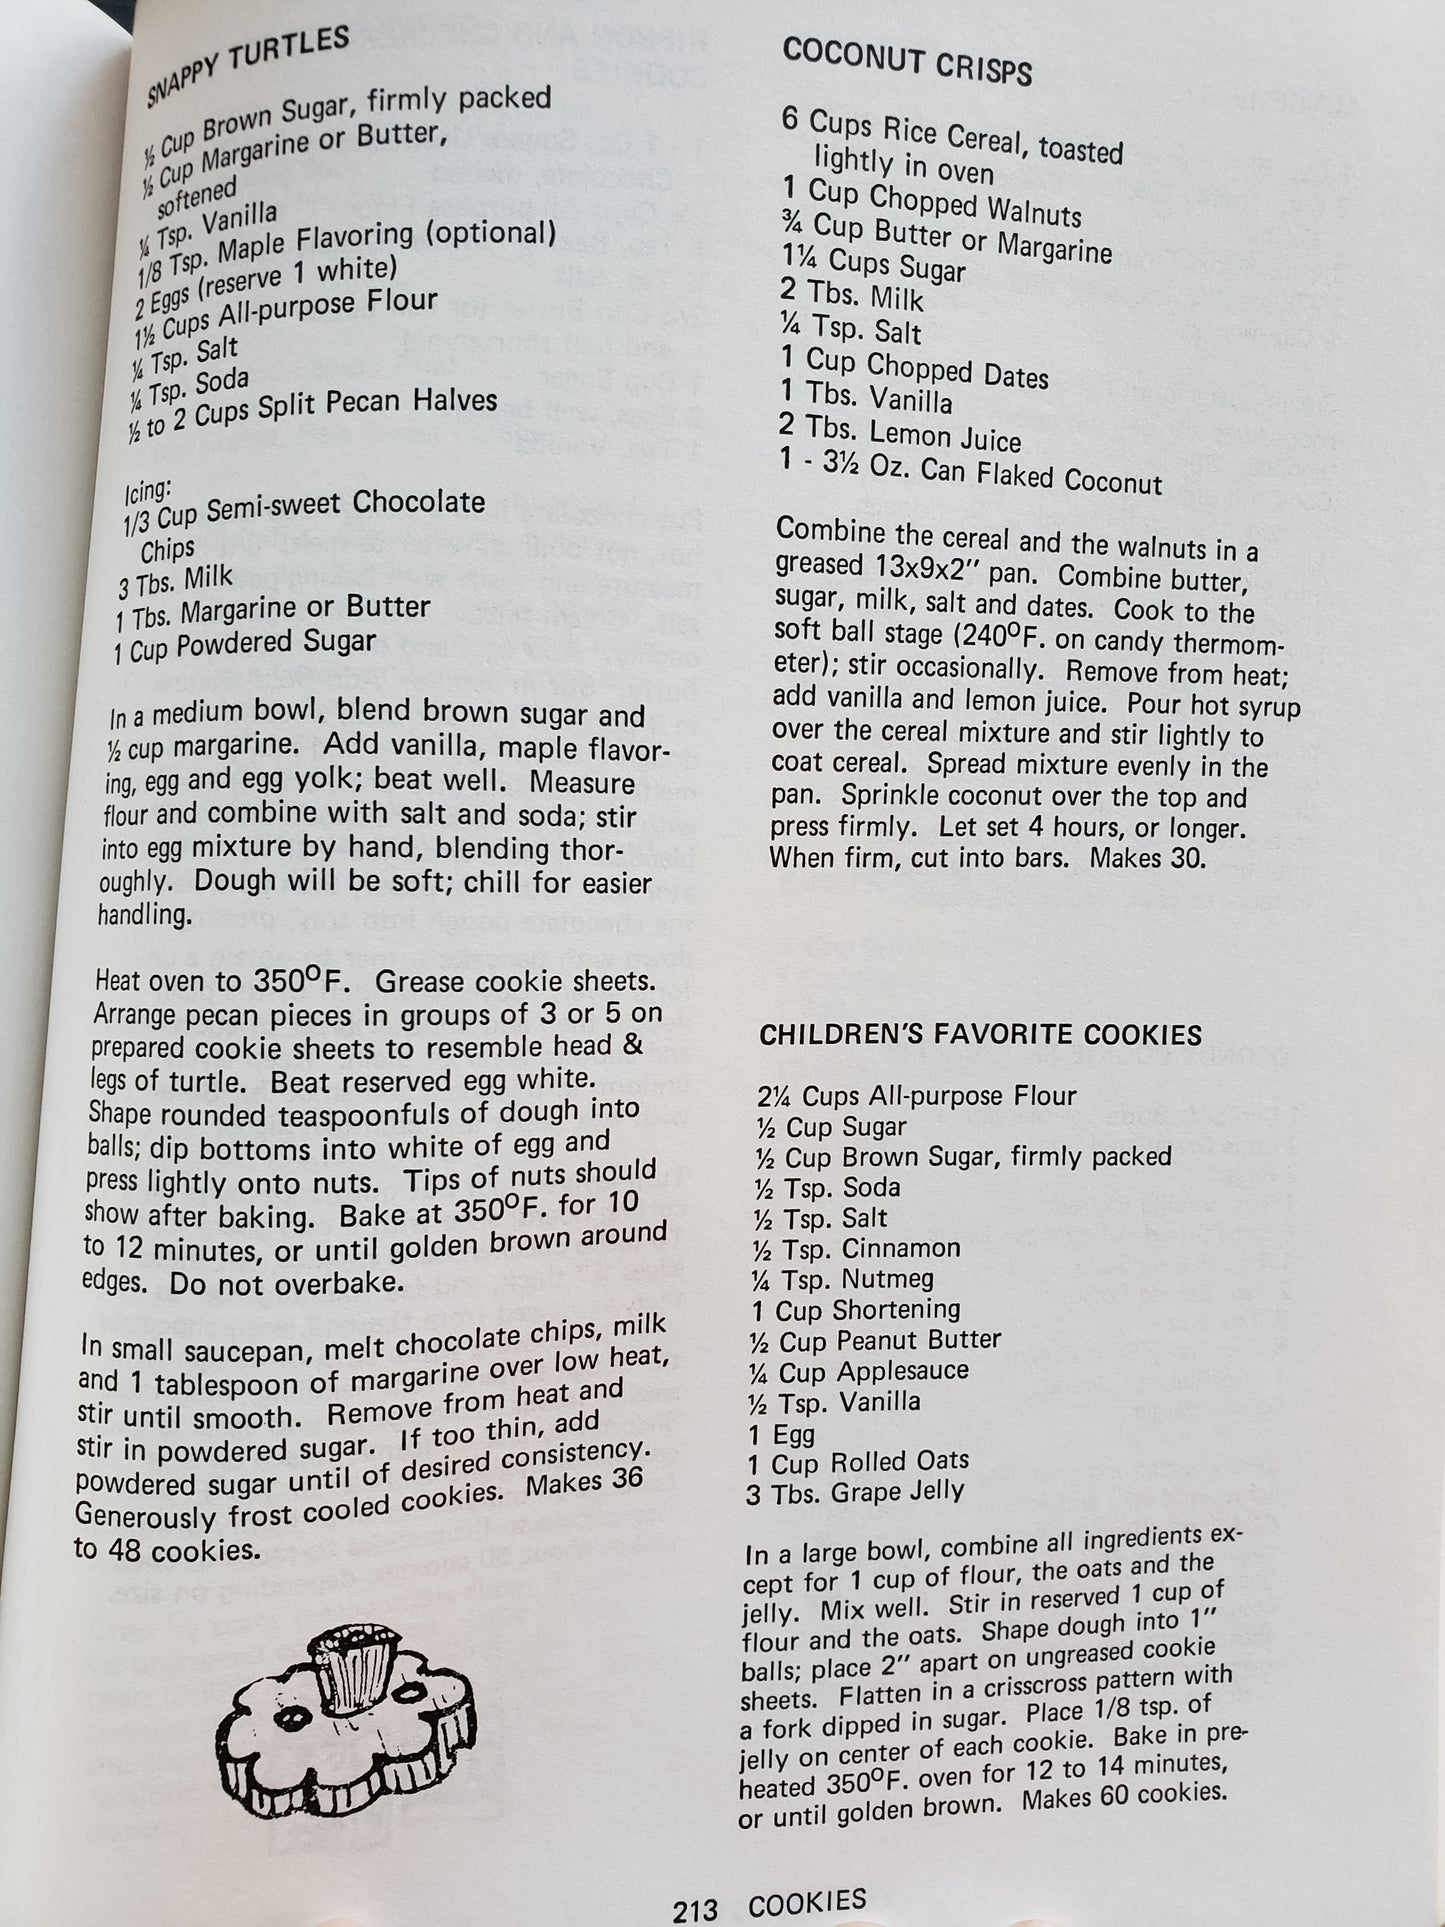 SNAPPY TURTLES
½ Cup Brown Sugar, firmly packed
½ Cup Margarine or Butter,
softened
¼ Tsp. Vanilla
1/8 Tsp. Maple Flavoring (optional)
2 Eggs (reserve 1 white)
1½ Cups All-purpose Flour
¼ Tsp. Salt
¼ Tsp. Soda
½ to 2 Cups Split Pecan Halves
Icing:
1/3 Cup Semi-sweet Chocolate
Chips
3 Tbs. Milk
1 Tbs. Margarine or Butter
1 Cup Powdered Sugar
In a medium bowl, blend brown sugar and
½ cup margarine. Add vanilla, maple flavor-
ing, egg and egg yolk; beat well. Measure
flour and combine with salt and soda; stir
into egg mixture by hand, blending thor-
oughly. Dough will be soft; chill for easier
handling.
Heat oven to 350ºF. Grease cookie sheets.
Arrange pecan pieces in groups of 3 or 5 on
prepared cookie sheets to resemble head &
legs of turtle. Beat reserved egg white.
Shape rounded teaspoonfuls of dough into
balls; dip bottoms into white of egg and
press lightly onto nuts. Tips of nuts should
show after baking. Bake at 350ºF. for 10
to 12 minutes, or until golden brown around
edges. Do not overbake.
In small saucepan, melt chocolate chips, milk
and 1 tablespoon of margarine over low heat,
stir until smooth. Remove from heat and
stir in powdered sugar. If too thin, add
powdered sugar until of desired consistency.
Generously frost cooled cookies. Makes 36
to 48 cookies.
COCONUT CRISPS
6 Cups Rice Cereal, toasted
lightly in oven
1 Cup Chopped Walnuts
¾ Cup Butter or Margarine
1¼ Cups Sugar
2 Tbs. Milk
¼ Tsp. Salt
1 Cup Chopped Dates
1 Tbs. Vanilla
2 Tbs. Lemon Juice
1 - 3½ Oz. Can Flaked Coconut
Combine the cereal and the walnuts in a
greased 13x9x2" pan. Combine butter,
sugar, milk, salt and dates. Cook to the
soft ball stage (240ºF. on candy thermom-
eter); stir occasionally. Remove from heat;
add vanilla and lemon juice. Pour hot syrup
over the cereal mixture and stir lightly to
coat cereal. Spread mixture evenly in the
pan. Sprinkle coconut over the top and
press firmly. Let set 4 hours, or longer.
When firm, cut into bars. Makes 30.
CHILDREN'S FAVORITE COOKIES
2¼ Cups All-purpose Flour
½ Cup Sugar
½ Cup Brown Sugar, firmly packed
½ Tsp. Soda
½ Tsp. Salt
½ Tsp. Cinnamon
¼ Tsp. Nutmeg
1 Cup Shortening
½ Cup Peanut Butter
¼ Cup Applesauce
½ Tsp. Vanilla
1 Egg
1 Cup Rolled Oats
3 Tbs. Grape Jelly
In a large bowl, combine all ingredients ex-
cept for 1 cup of flour, the oats and the
jelly. Mix well. Stir in reserved 1 cup of
flour and the oats. Shape dough into 1"
balls; place 2" apart on ungreased cookie
sheets. Flatten in a crisscross pattern with
a fork dipped in sugar. Place 1/8 tsp. of
jelly on center of each cookie. Bake in pre-
heated 350ºF. oven for 12 to 14 minutes,
or until golden brown. Makes 60 cookies.
213 COOKIES